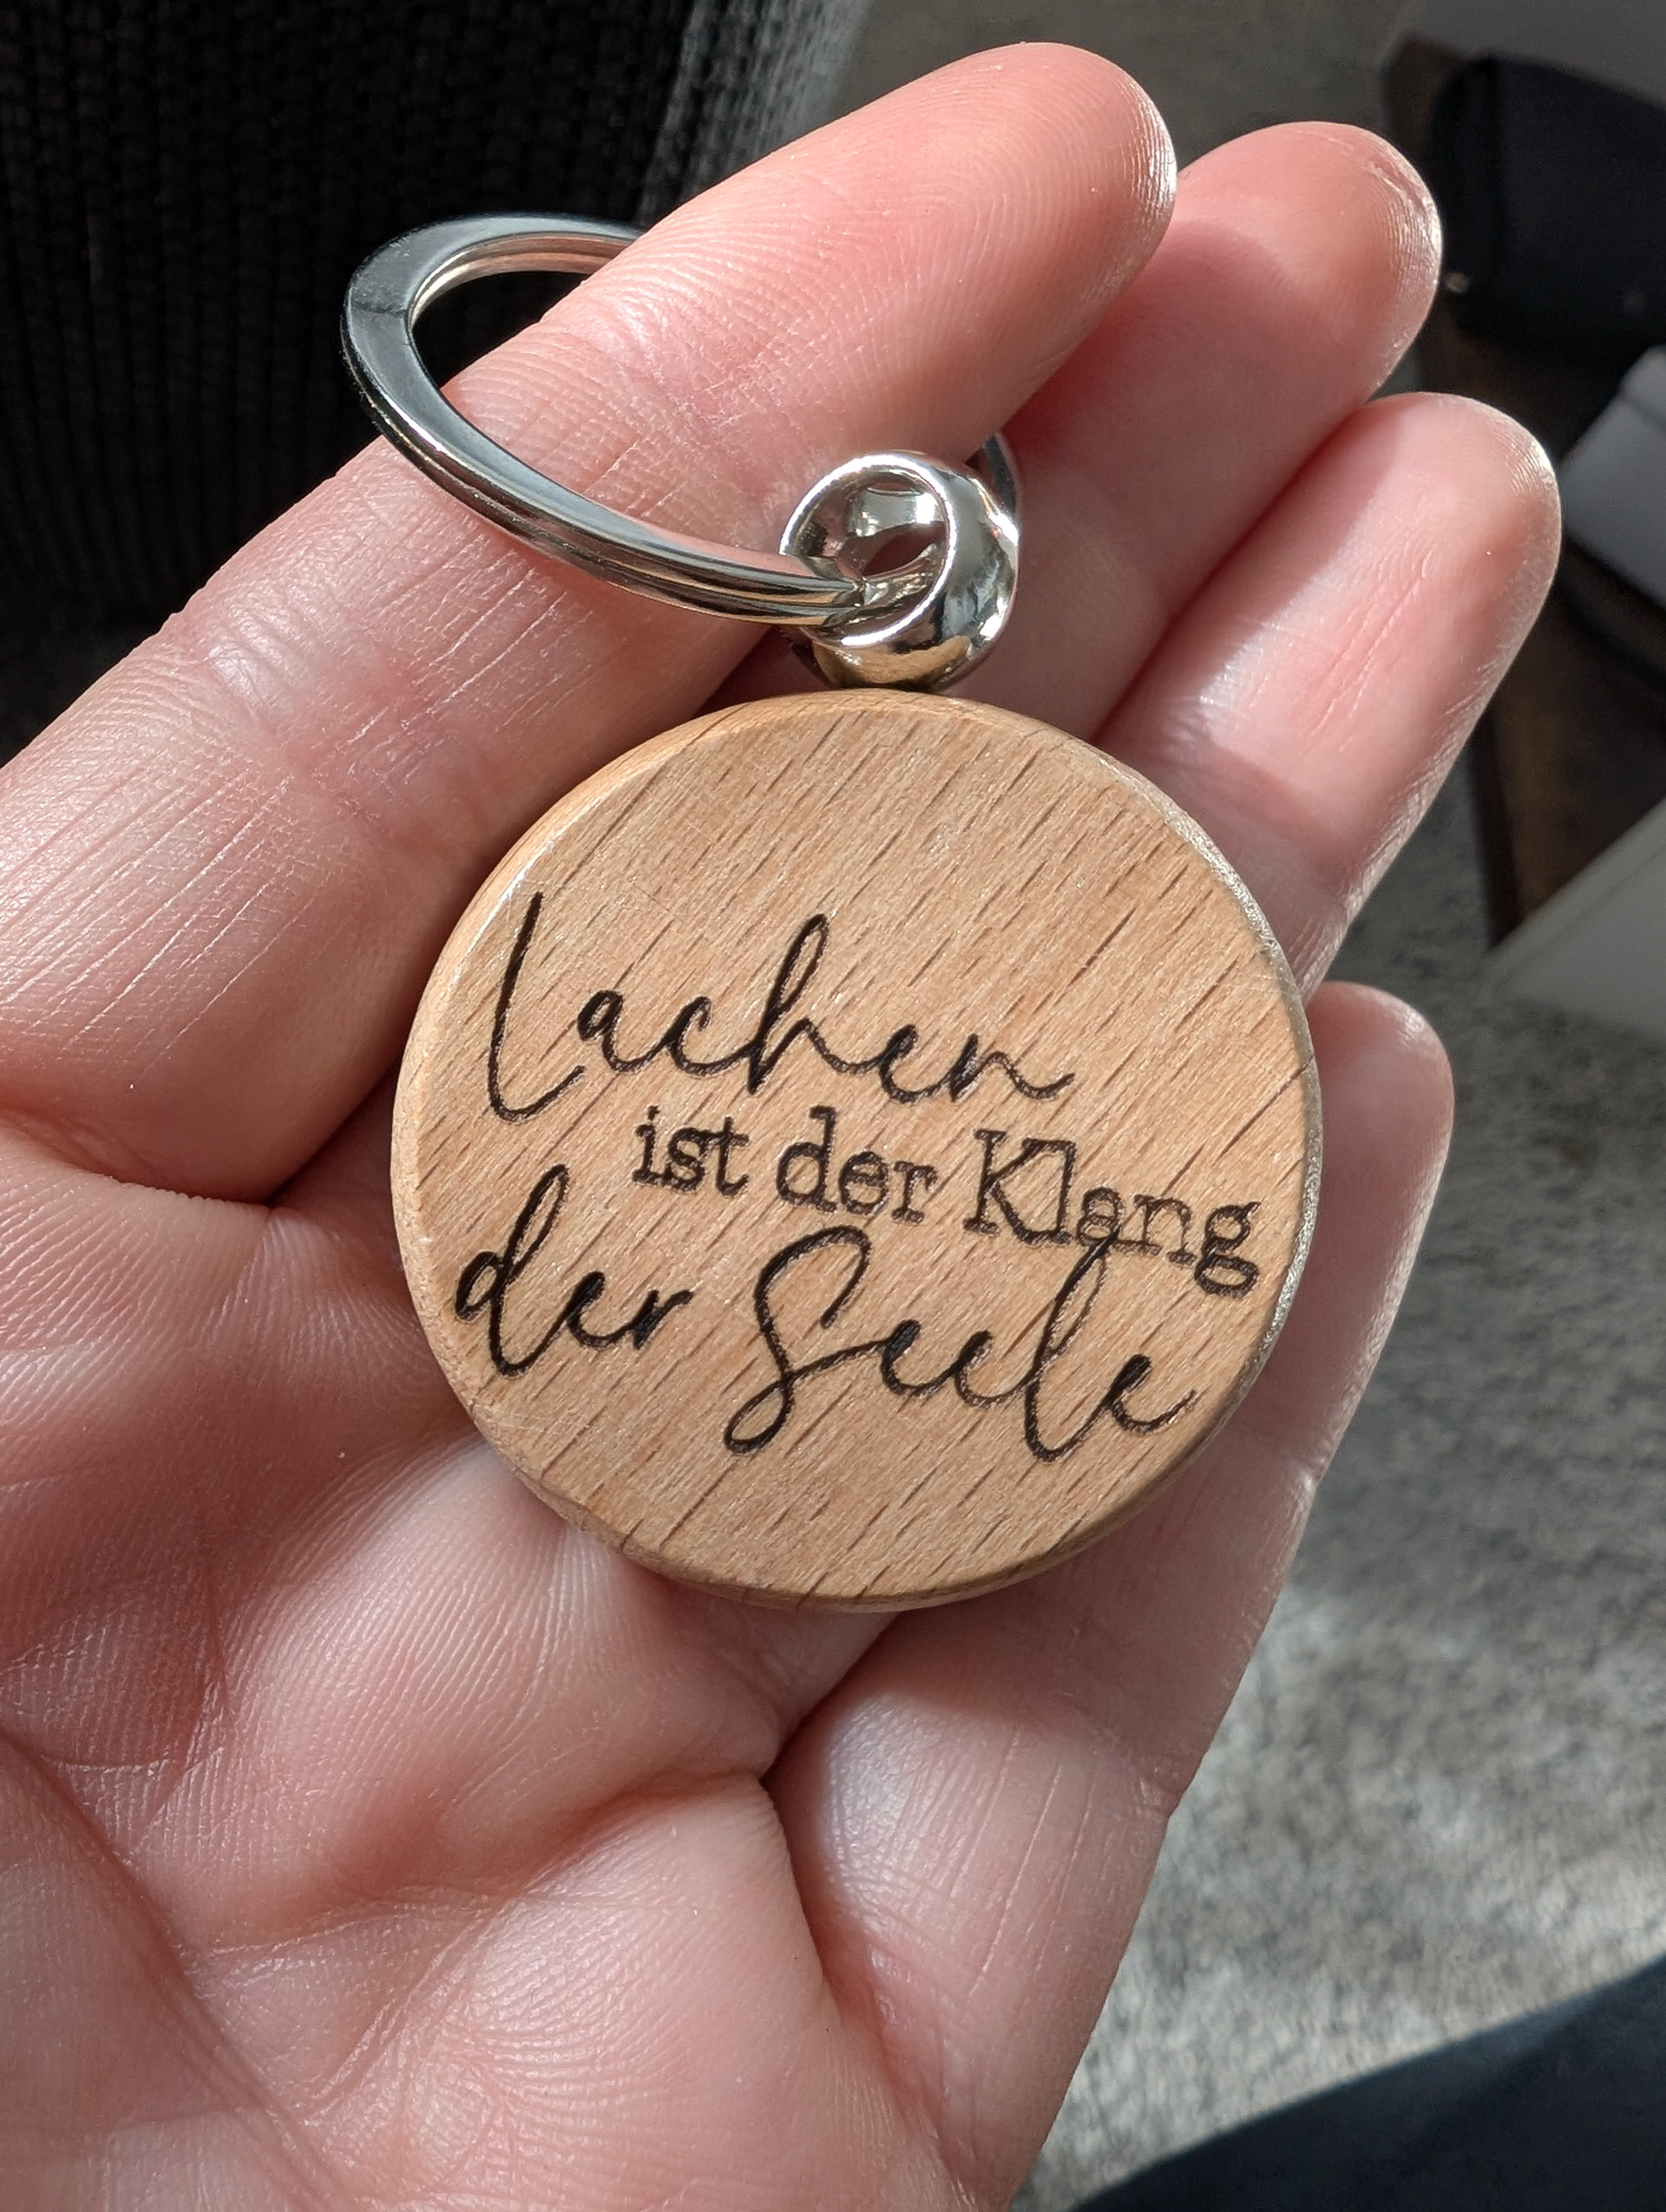 Lachen
ist der Klang
der Seele